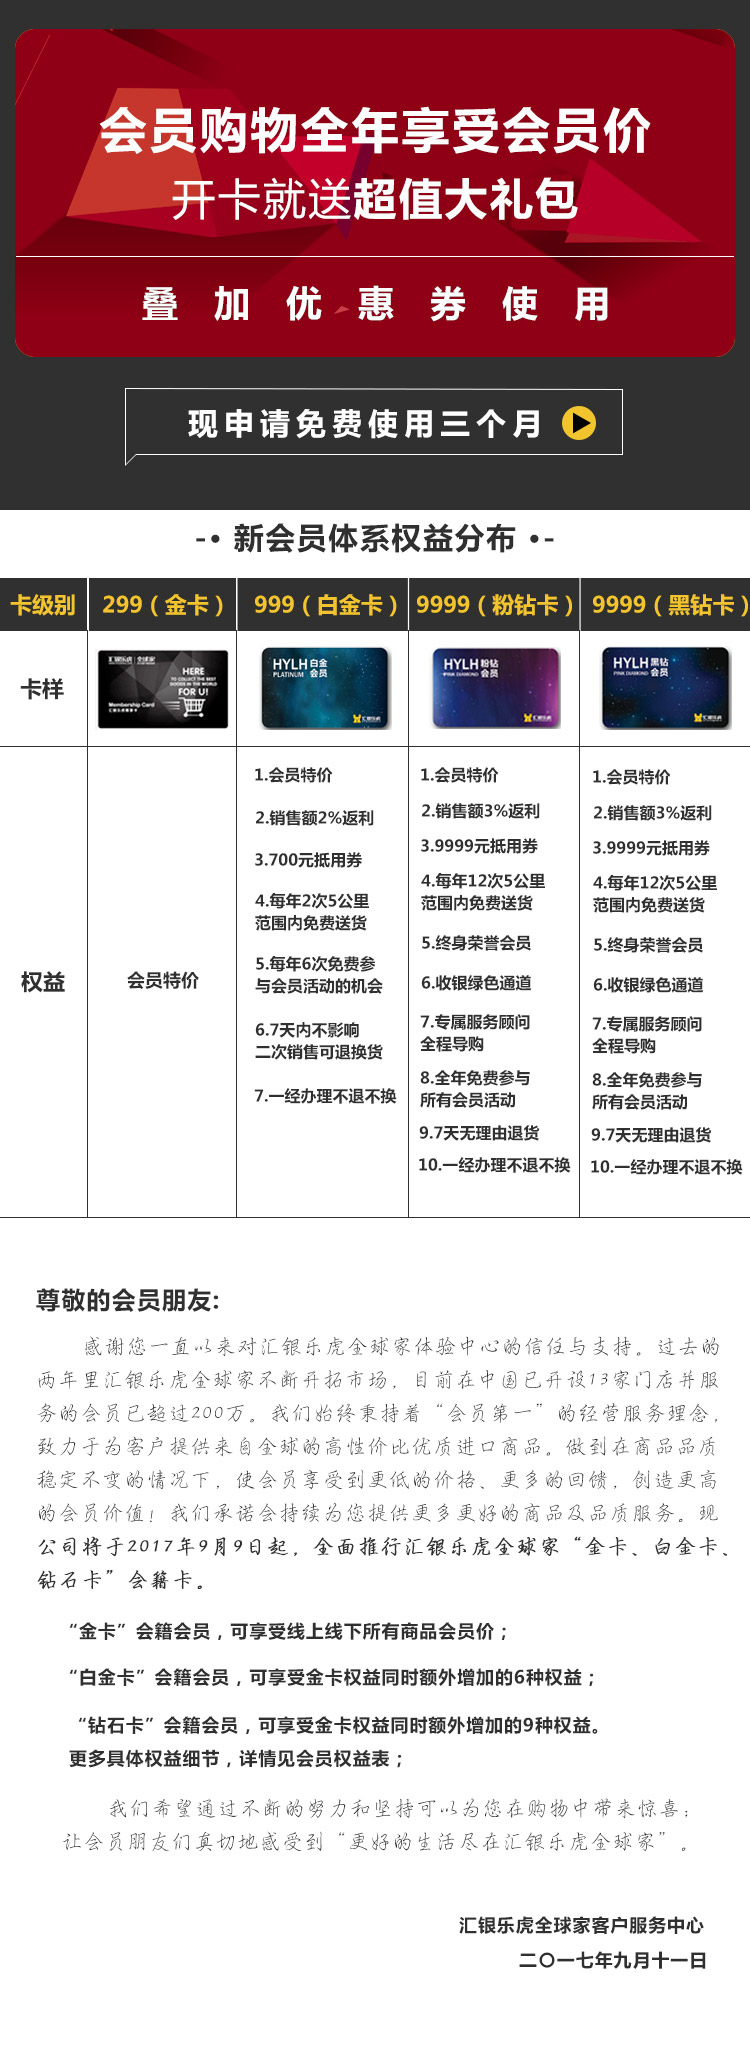 会员购物全年享受会员价
开卡就送超值大礼包
叠加优惠券使用
现申请免费使用三个月
-• 新会员体系权益分布 •-
卡级别 299（金卡） 999（白金卡） 9999（粉钻卡） 9999（黑钻卡）
卡样
汇银乐虎 全球家
HERE
TO COLLECT THE BEST
GOODS IN THE WORLD
FOR U!
Membership Card
HYLH 白金会员
PLATINUM
汇银乐虎
HYLH 粉钻会员
PINK DIAMOND
汇银乐虎
HYLH 黑钻会员
PINK DIAMOND
汇银乐虎
权益
会员特价
1.会员特价
2.销售额2%返利
3.700元抵用券
4.每年2次5公里
范围内免费送货
5.每年6次免费参
与会员活动的机会
6.7天内不影响
二次销售可退换货
7.一经办理不退不换
1.会员特价
2.销售额3%返利
3.9999元抵用券
4.每年12次5公里
范围内免费送货
5.终身荣誉会员
6.收银绿色通道
7.专属服务顾问
全程导购
8.全年免费参与
所有会员活动
9.7天无理由退货
10.一经办理不退不换
1.会员特价
2.销售额3%返利
3.9999元抵用券
4.每年12次5公里
范围内免费送货
5.终身荣誉会员
6.收银绿色通道
7.专属服务顾问
全程导购
8.全年免费参与
所有会员活动
9.7天无理由退货
10.一经办理不退不换
尊敬的会员朋友:
感谢您一直以来对汇银乐虎全球家体验中心的信任与支持。过去的
两年里汇银乐虎全球家不断开拓市场，目前在中国已开设13家门店并服
务的会员已超过200万。我们始终秉持着“会员第一”的经营服务理念，
致力于为客户提供来自全球的高性价比优质进口商品。做到在商品品质
稳定不变的情况下，使会员享受到更低的价格、更多的回馈，创造更高
的会员价值！我们承诺会持续为您提供更多更好的商品及品质服务。现
公司将于2017年9月9日起，全面推行汇银乐虎全球家“金卡、白金卡、
钻石卡”会籍卡。
“金卡”会籍会员，可享受线上线下所有商品会员价；
“白金卡”会籍会员，可享受金卡权益同时额外增加的6种权益；
“钻石卡”会籍会员，可享受金卡权益同时额外增加的9种权益。
更多具体权益细节，详情见会员权益表；
我们希望通过不断的努力和坚持可以为您在购物中带来惊喜；
让会员朋友们真切地感受到“更好的生活尽在汇银乐虎全球家”。
汇银乐虎全球家客户服务中心
二〇一七年九月十一日